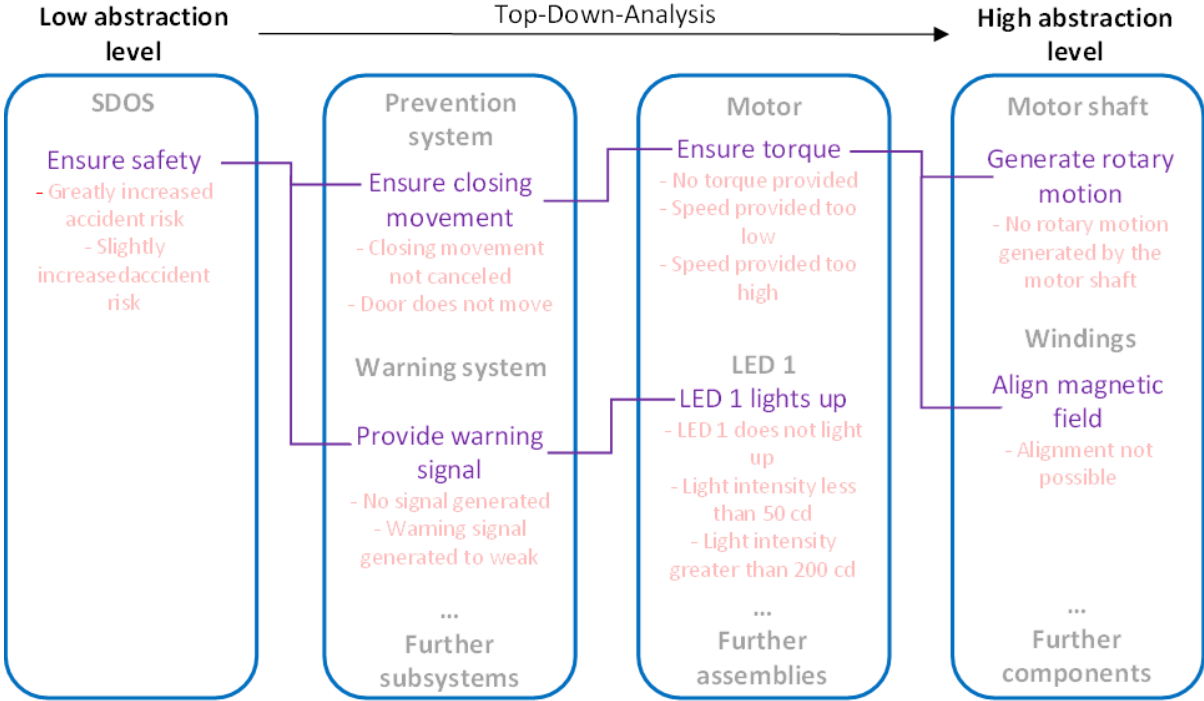 Low abstraction
level
Top-Down-Analysis
High abstraction
level
SDOS
Ensure safety
- Greatly increased
accident risk
- Slightly
increasedaccident
risk
Prevention
system
Ensure closing
movement
- Closing movement
not canceled
- Door does not move
Warning system
Provide warning
signal
- No signal generated
- Warning signal
generated to weak
...
Further
subsystems
Motor
Ensure torque
- No torque provided
- Speed provided too
low
- Speed provided too
high
LED 1
LED 1 lights up
- LED 1 does not light
up
- Light intensity less
than 50 cd
- Light intensity
greater than 200 cd
...
Further
assemblies
Motor shaft
Generate rotary
motion
- No rotary motion
generated by the
motor shaft
Windings
Align magnetic
field
- Alignment not
possible
...
Further
components